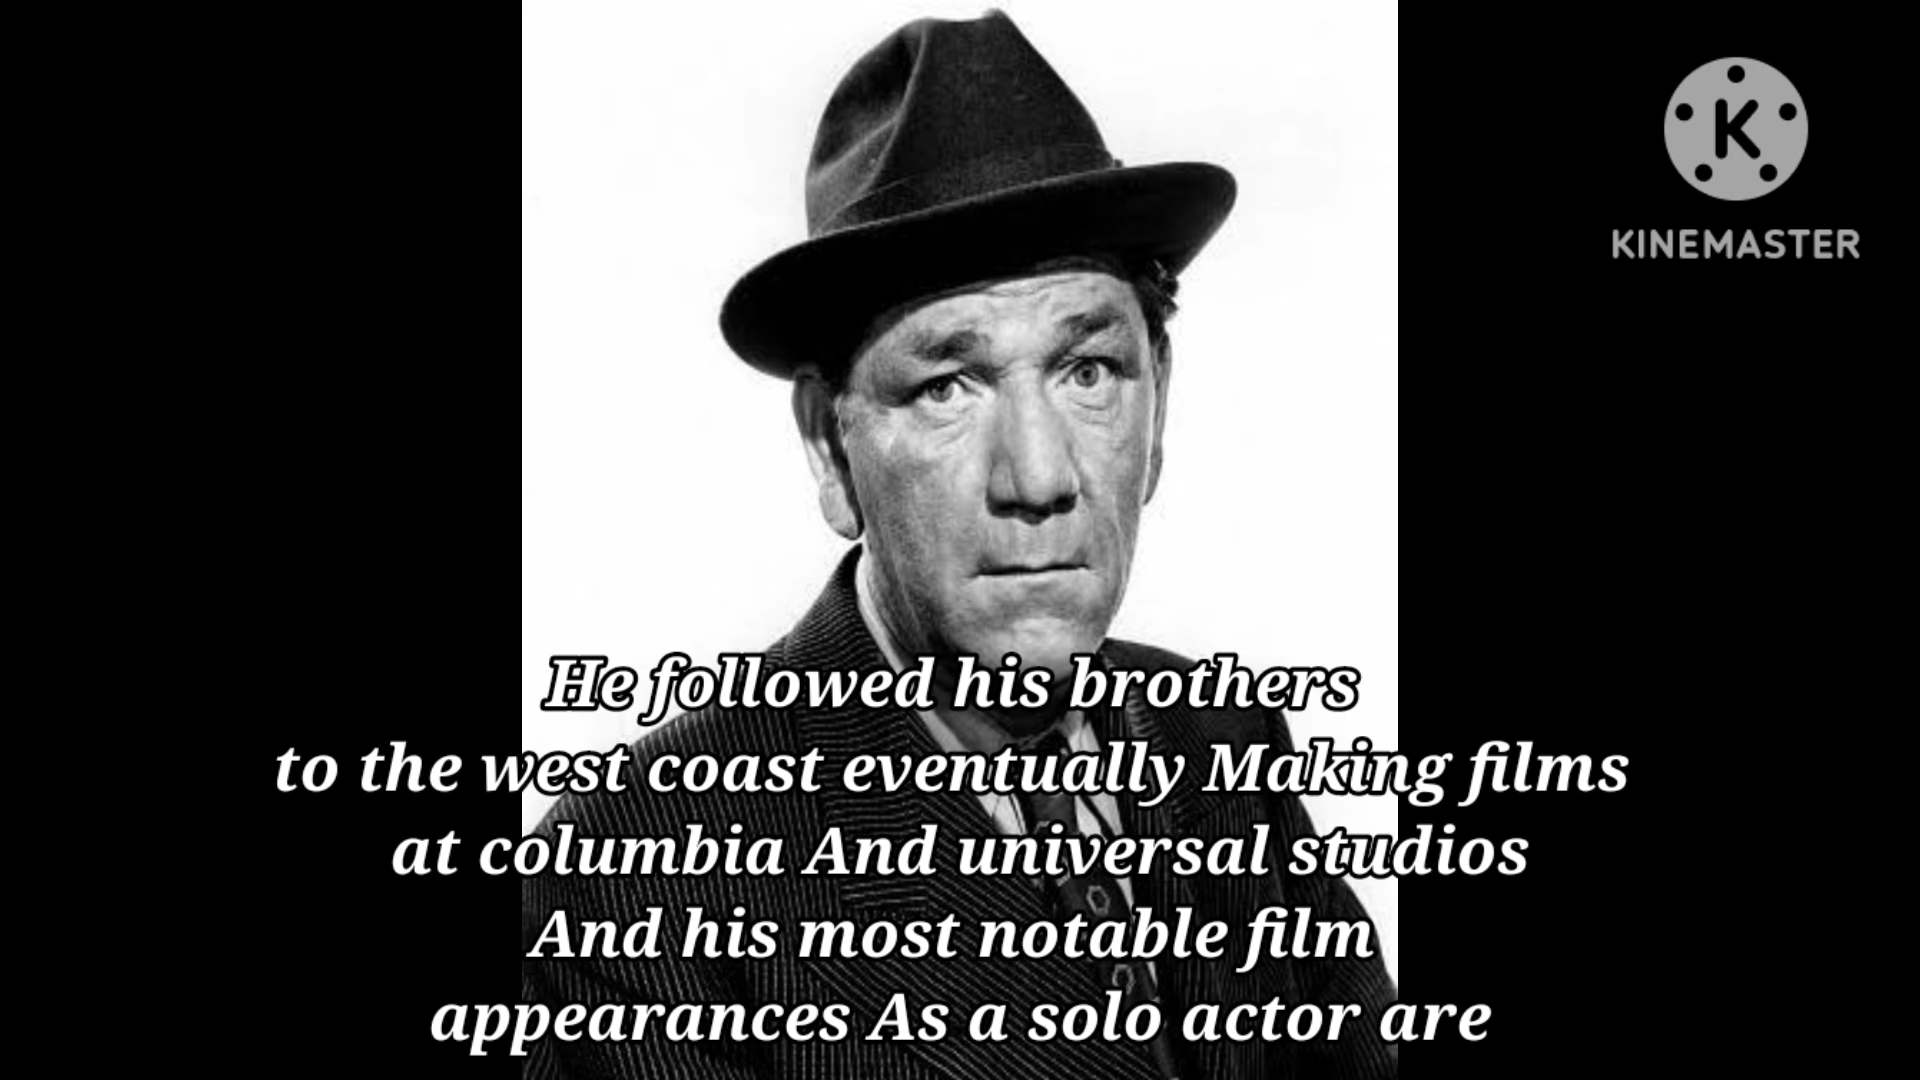 K
KINEMASTER
He followed his brothers
to the west coast eventually Making films
at columbia And universal studios
And his most notable film
appearances As a solo actor are